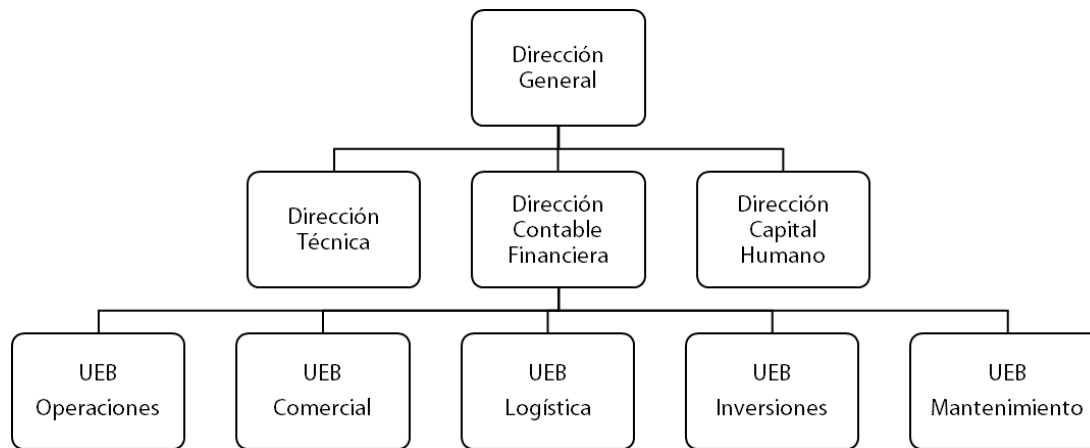 Dirección
General
Dirección
Técnica
Dirección
Contable
Financiera
Dirección
Capital
Humano
UEB
Operaciones
UEB
Comercial
UEB
Logística
UEB
Inversiones
UEB
Mantenimiento